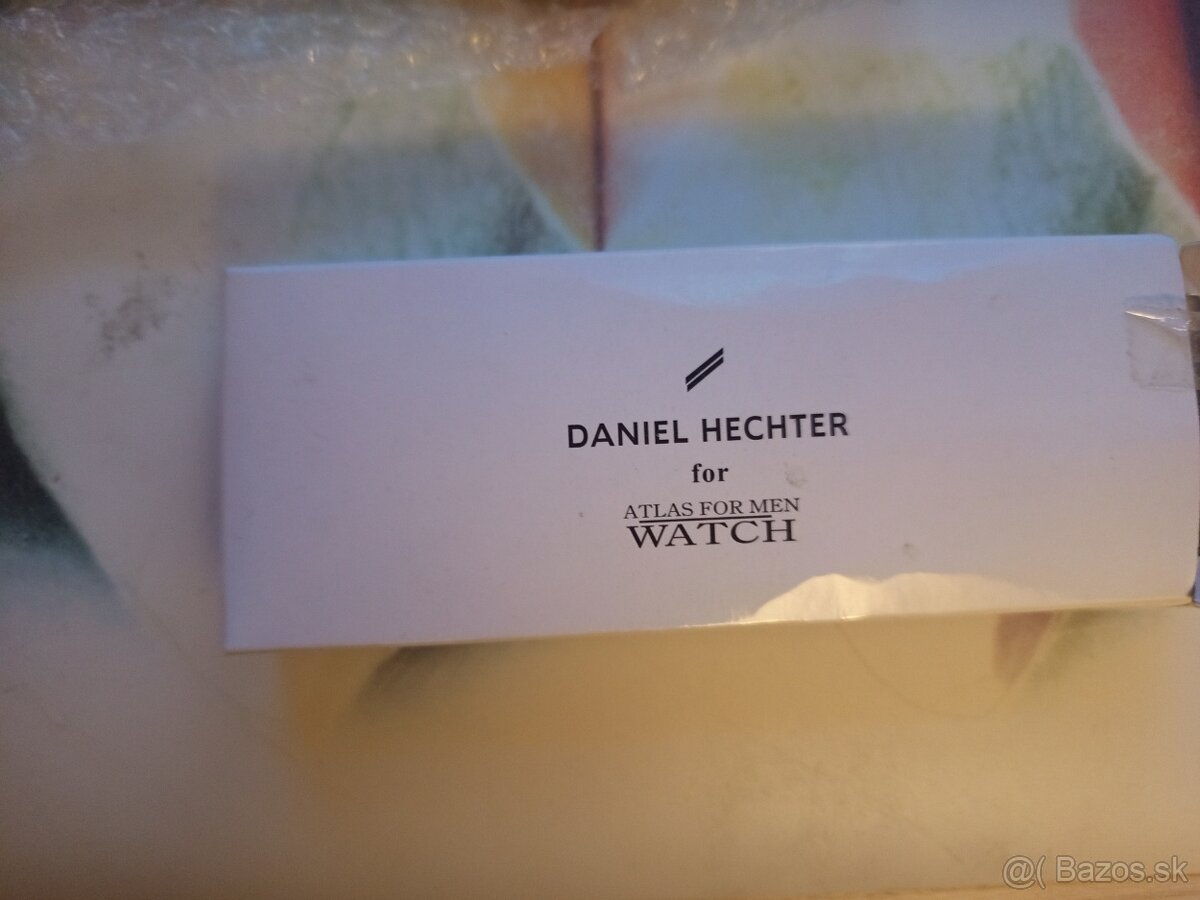 DANIEL HECHTER
for
ATLAS FOR MEN
WATCH
@( Bazos.sk